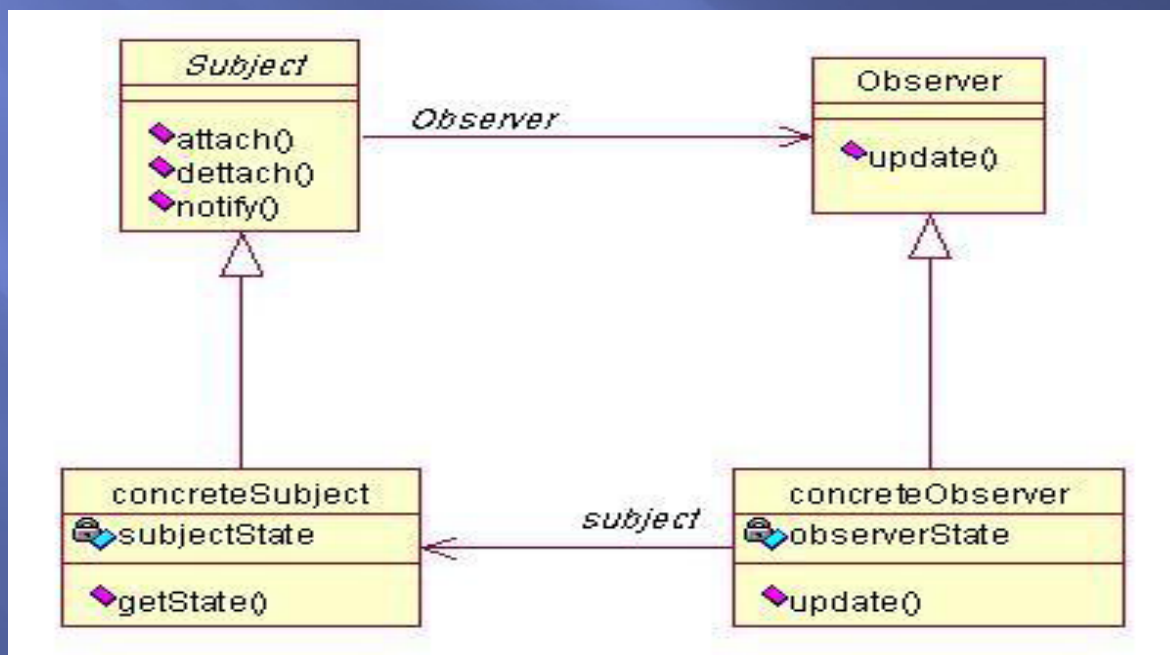 Subject
attach()
dettach()
notify()
Observer
Observer
update()
concreteSubject
subjectState
getState()
subject
concreteObserver
observerState
update()